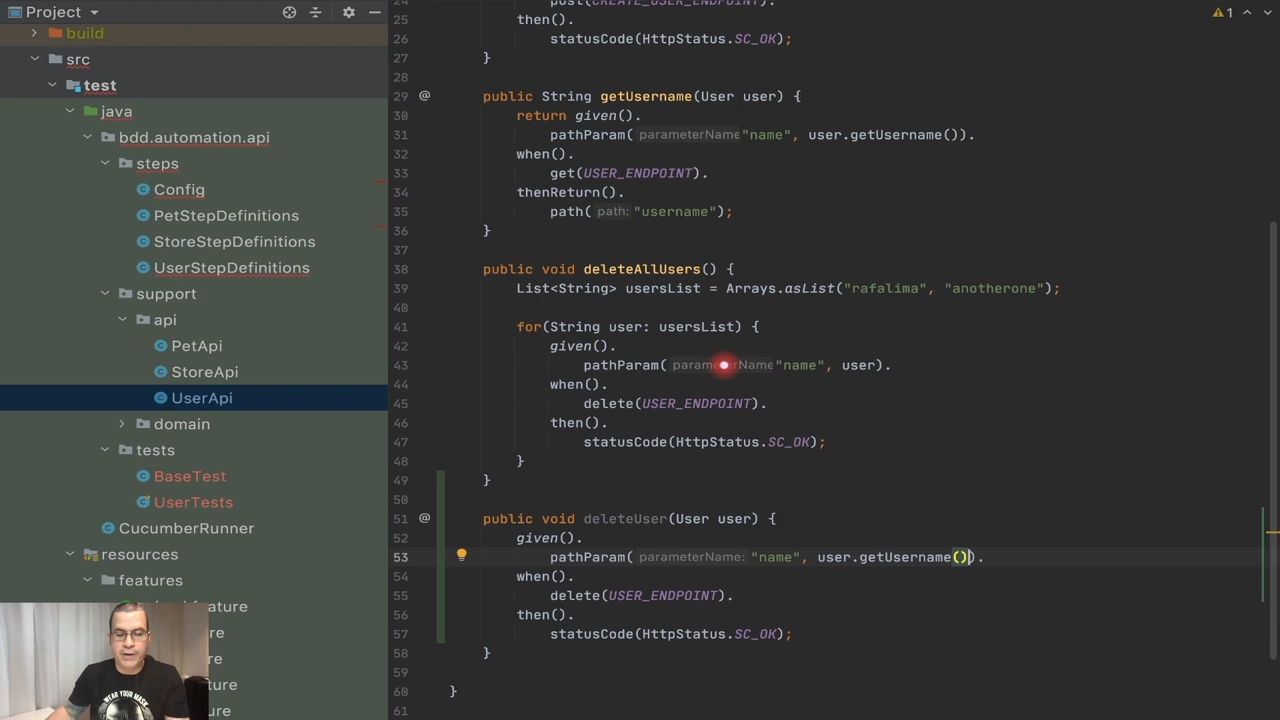 Project
build
src
test
java
bdd.automation.api
steps
Config
PetStepDefinitions
StoreStepDefinitions
UserStepDefinitions
support
api
PetApi
StoreApi
UserApi
domain
tests
BaseTest
UserTests
CucumberRunner
resources
features
.feature
1
24 post(CREATE_USER_ENDPOINT).
25 then().
26 statusCode(HttpStatus.SC_OK);
27 }
28
29 @ public String getUsername(User user) {
30 return given().
31 pathParam( parameterName "name", user.getUsername()).
32 when().
33 get(USER_ENDPOINT).
34 thenReturn().
35 path( path: "username");
36 }
37
38 public void deleteAllUsers() {
39 List<String> usersList = Arrays.asList("rafalima", "anotherone");
40
41 for(String user: usersList) {
42 given().
43 pathParam( parameterName "name", user).
44 when().
45 delete(USER_ENDPOINT).
46 then().
47 statusCode(HttpStatus.SC_OK);
48 }
49 }
50
51 @ public void deleteUser(User user) {
52 given().
53 pathParam( parameterName: "name", user.getUsername()).
54 when().
55 delete(USER_ENDPOINT).
56 then().
57 statusCode(HttpStatus.SC_OK);
58 }
59
60 }
61
WEAR YOUR MASK